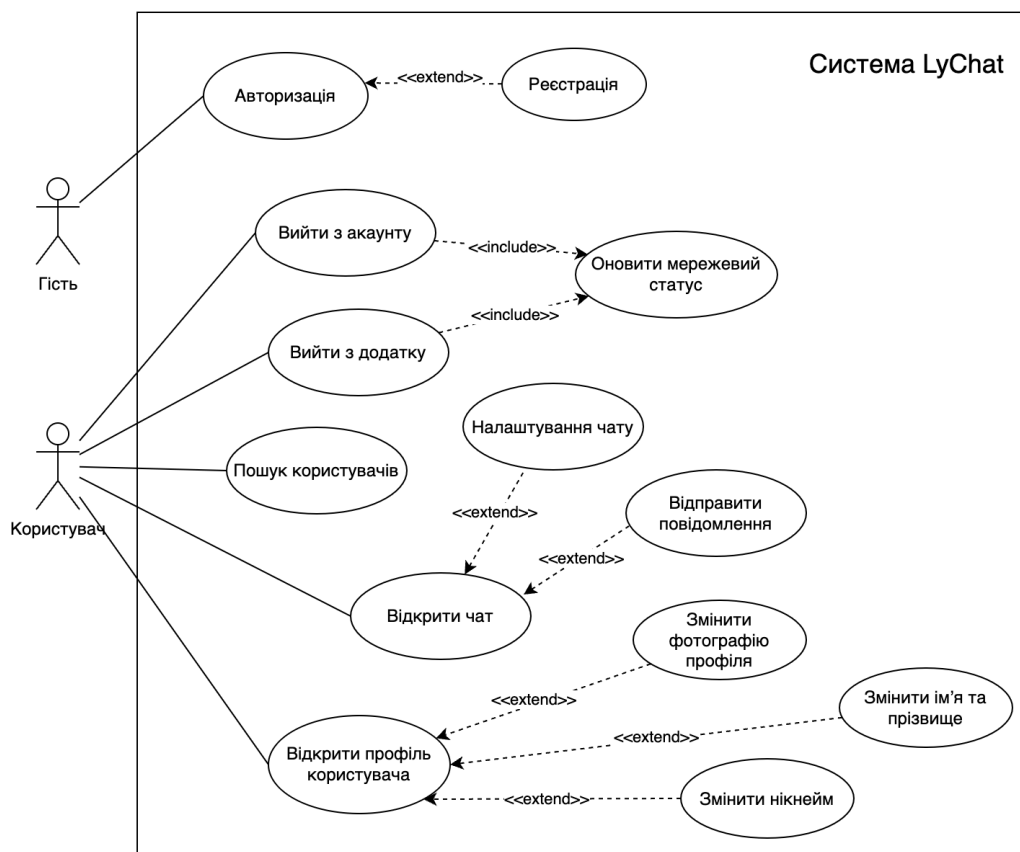 Система LyChat
Авторизація
<<extend>>
Реєстрація
Гість
Вийти з акаунту
<<include>>
Оновити мережевий
статус
<<include>>
Вийти з додатку
Налаштування чату
Пошук користувачів
<<extend>>
Відправити
повідомлення
<<extend>>
Користувач
Відкрити чат
Змінити
фотографію
профіля
<<extend>>
Змінити ім’я та
прізвище
<<extend>>
Відкрити профіль
користувача
<<extend>>
Змінити нікнейм